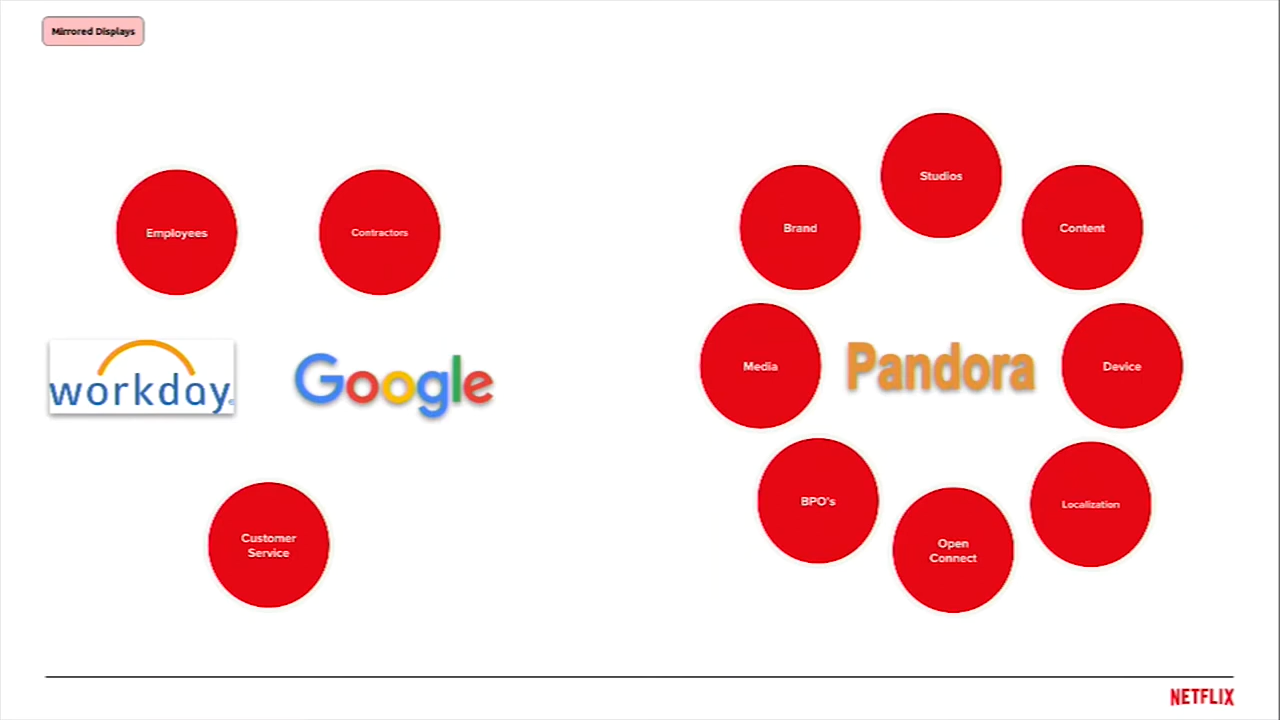 Mirrored Displays
Employees
Contractors
workday
Google
Customer
Service
Studios
Brand
Content
Media
Pandora
Device
BPO's
Localization
Open
Connect
NETFLIX